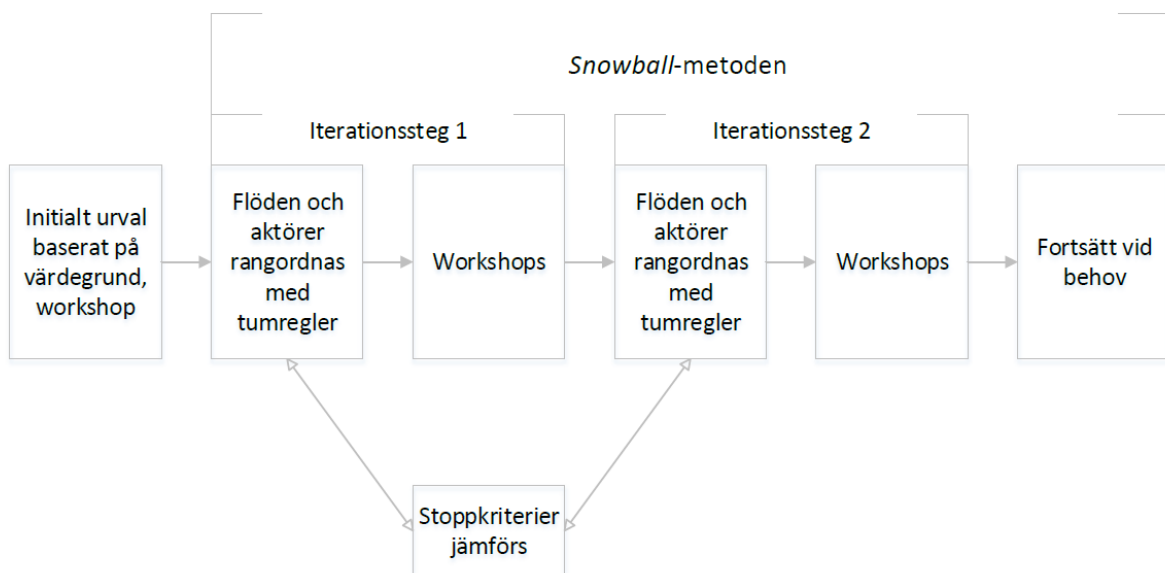 Snowball-metoden
Iterationssteg 1
Iterationssteg 2
Initialt urval
baserat på
värdegrund,
workshop
Flöden och
aktörer
rangordnas
med
tumregler
Workshops
Flöden och
aktörer
rangordnas
med
tumregler
Workshops
Fortsätt vid
behov
Stoppkriterier
jämförs